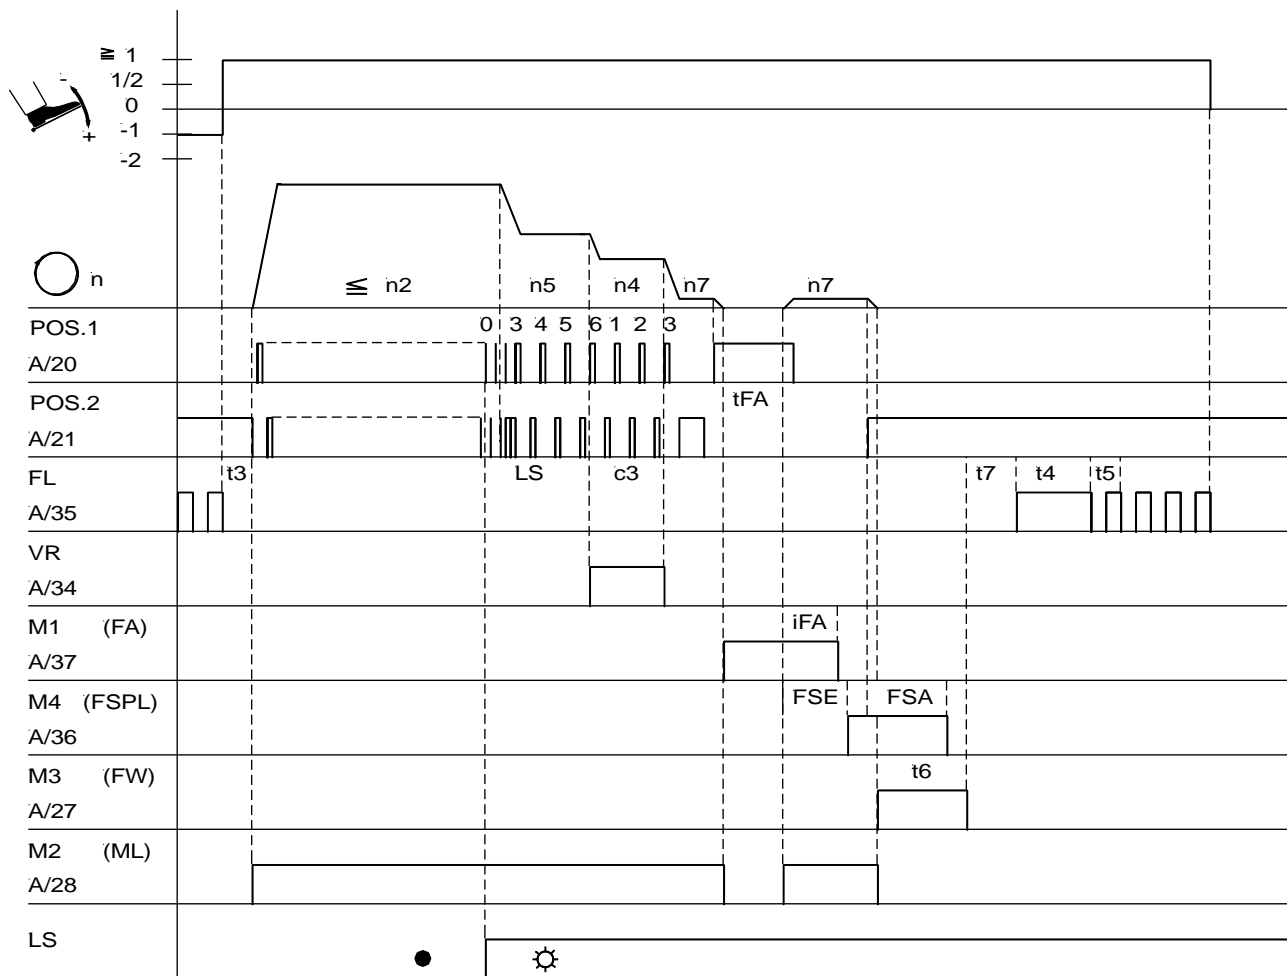 ≧ 1
- 1/2
0
+ -1
-2
n
≦ n2 n5 n4 n7 n7
POS.1 0 3 4 5 6 1 2 3
A/20
POS.2 tFA
A/21
FL t3 LS c3 t7 t4 t5
A/35
VR
A/34
M1 (FA) iFA
A/37
M4 (FSPL) FSE FSA
A/36
M3 (FW) t6
A/27
M2 (ML)
A/28
LS